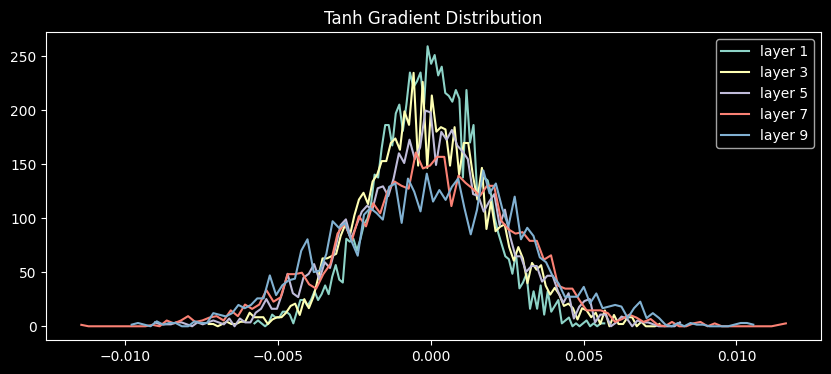 Tanh Gradient Distribution
250
200
150
100
50
0
−0.010
−0.005
0.000
0.005
0.010
layer 1
layer 3
layer 5
layer 7
layer 9